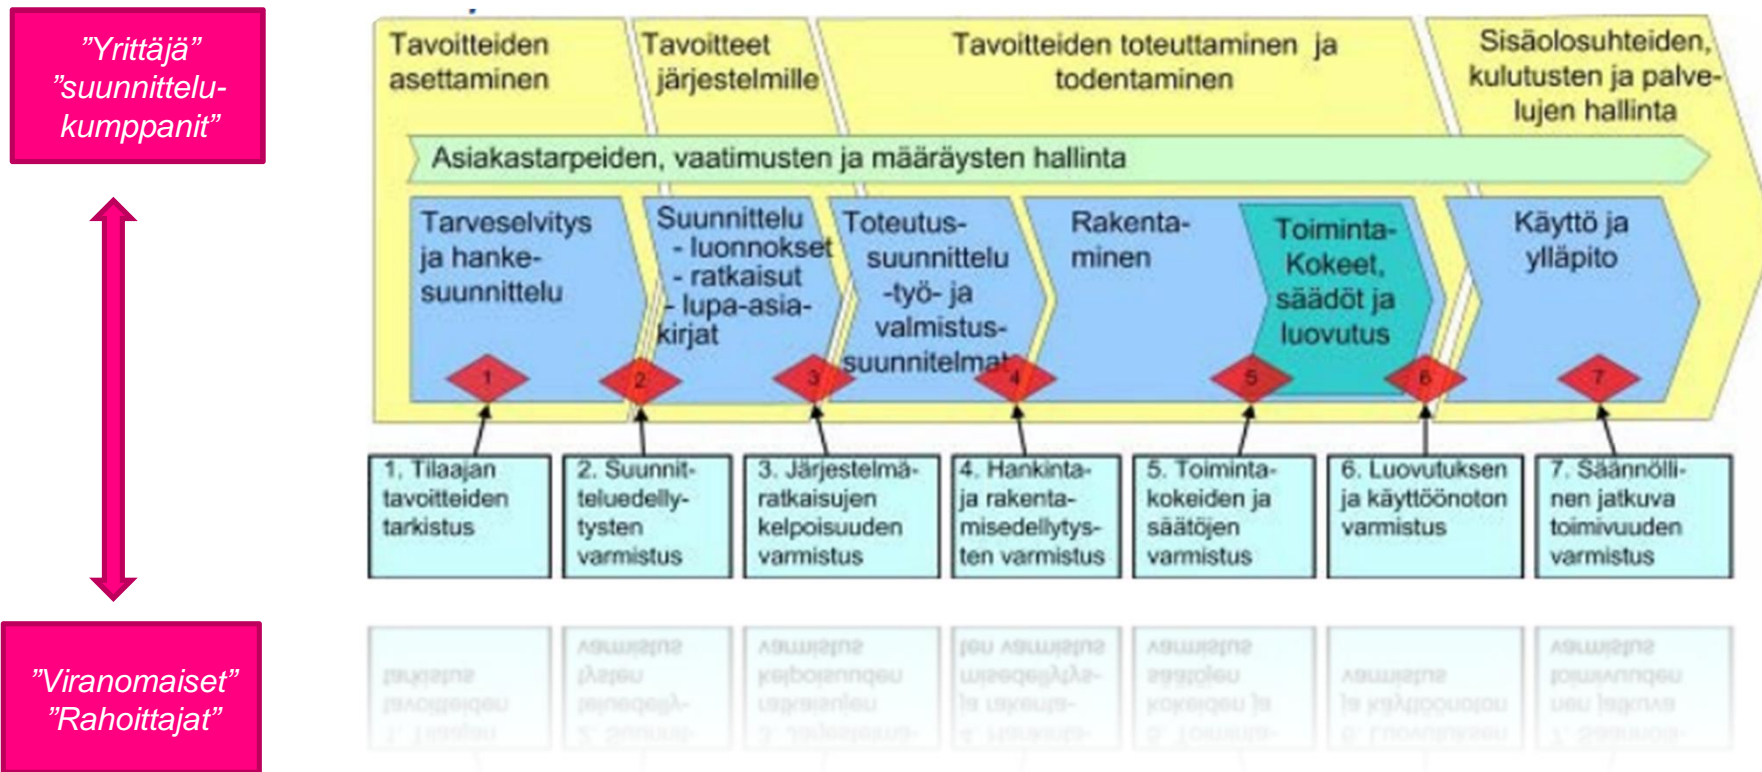 ”Yrittäjä”
”suunnittelu-
kumppanit”
”Viranomaiset”
”Rahoittajat”
Tavoitteiden
asettaminen
Tavoitteet
järjestelmille
Tavoitteiden toteuttaminen ja
todentaminen
Sisäolosuhteiden,
kulutusten ja palve-
lujen hallinta
Asiakastarpeiden, vaatimusten ja määräysten hallinta
Tarveselvitys
ja hanke-
suunnittelu
Suunnittelu
- luonnokset
- ratkaisut
- lupa-asia-
kirjat
Toteutus-
suunnittelu
-työ- ja
valmistus-
suunnitelmat
Rakenta-
minen
Toiminta-
Kokeet,
säädöt ja
luovutus
Käyttö ja
ylläpito
1
2
3
4
5
6
7
1. Tilaajan
tavoitteiden
tarkistus
2. Suunnit-
teluedelly-
tysten
varmistus
3. Järjestelmä-
ratkaisujen
kelpoisuuden
varmistus
4. Hankinta-
ja rakenta-
misedellytys-
ten varmistus
5. Toiminta-
kokeiden ja
säätöjen
varmistus
6. Luovutuksen
ja käyttöönoton
varmistus
7. Säännölli-
nen jatkuva
toimivuuden
varmistus